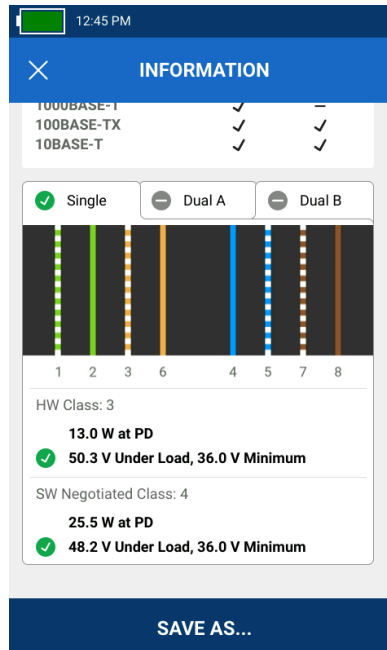 12:45 PM
INFORMATION
1000BASE-T
100BASE-TX
10BASE-T
Single Dual A Dual B
1 2 3 6 4 5 7 8
HW Class: 3
13.0 W at PD
50.3 V Under Load, 36.0 V Minimum
SW Negotiated Class: 4
25.5 W at PD
48.2 V Under Load, 36.0 V Minimum
SAVE AS...